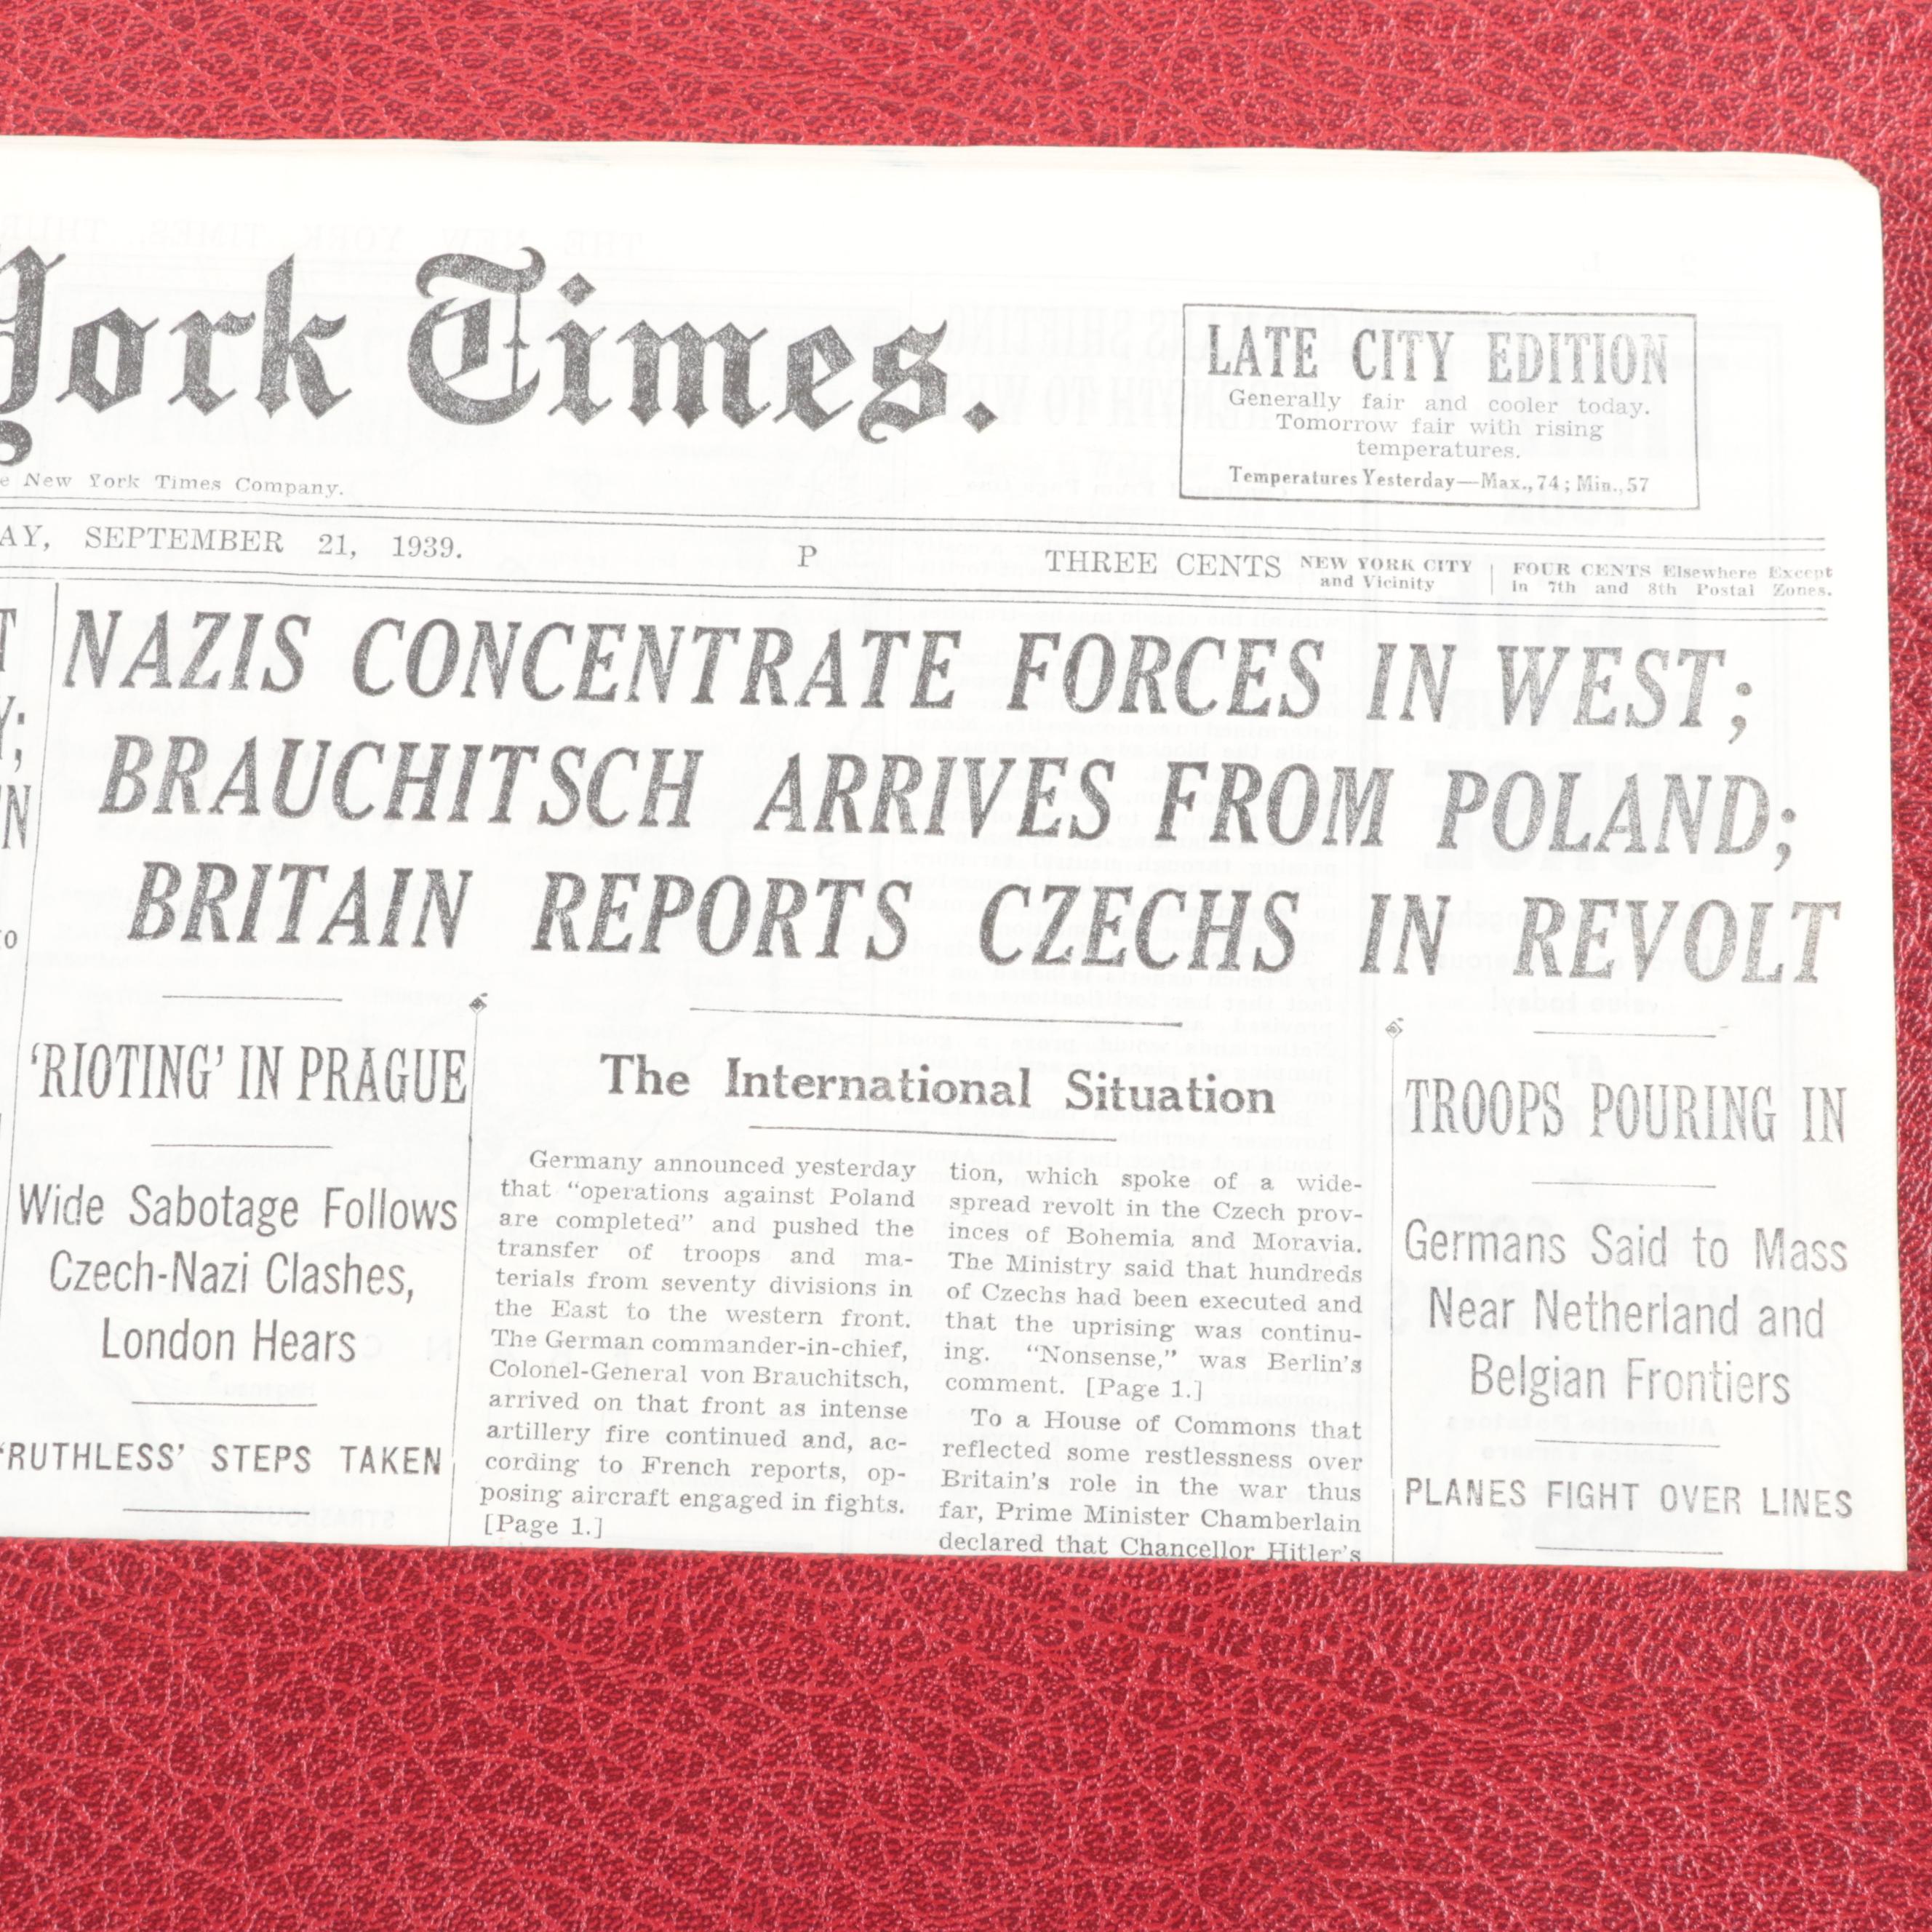 York Times.
LATE CITY EDITION
Generally fair and cooler today.
Tomorrow fair with rising
temperatures.
Temperatures Yesterday—Max., 74; Min., 57
New York Times Company.
AY, SEPTEMBER 21, 1939.
P
THREE CENTS NEW YORK CITY
and Vicinity
FOUR CENTS Elsewhere Except
in 7th and 8th Postal Zones.
NAZIS CONCENTRATE FORCES IN WEST;
BRAUCHITSCH ARRIVES FROM POLAND;
BRITAIN REPORTS CZECHS IN REVOLT
‘RIOTING’ IN PRAGUE
Wide Sabotage Follows
Czech-Nazi Clashes,
London Hears
‘RUTHLESS’ STEPS TAKEN
The International Situation
Germany announced yesterday
that “operations against Poland
are completed” and pushed the
transfer of troops and ma-
terials from seventy divisions in
the East to the western front.
The German commander-in-chief,
Colonel-General von Brauchitsch,
arrived on that front as intense
artillery fire continued and, ac-
cording to French reports, op-
posing aircraft engaged in fights.
[Page 1.]
tion, which spoke of a wide-
spread revolt in the Czech prov-
inces of Bohemia and Moravia.
The Ministry said that hundreds
of Czechs had been executed and
that the uprising was continu-
ing. “Nonsense,” was Berlin’s
comment. [Page 1.]
To a House of Commons that
reflected some restlessness over
Britain’s role in the war thus
far, Prime Minister Chamberlain
declared that Chancellor Hitler’s
TROOPS POURING IN
Germans Said to Mass
Near Netherland and
Belgian Frontiers
PLANES FIGHT OVER LINES